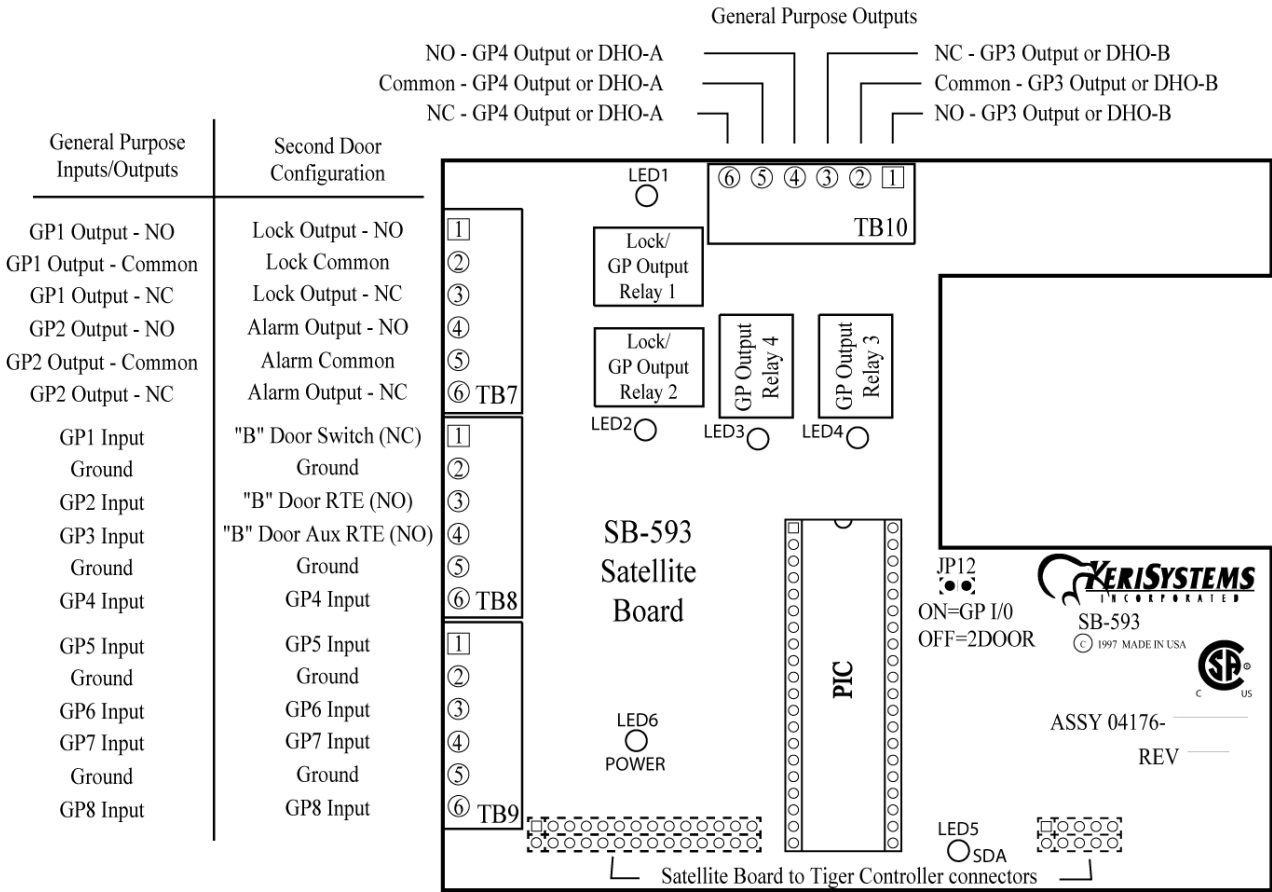 General Purpose Outputs
NO - GP4 Output or DHO-A
NC - GP3 Output or DHO-B
Common - GP4 Output or DHO-A
Common - GP3 Output or DHO-B
NC - GP4 Output or DHO-A
NO - GP3 Output or DHO-B
General Purpose
Inputs/Outputs
Second Door
Configuration
LED1
6 5 4 3 2 1
TB10
GP1 Output - NO
Lock Output - NO
1
GP1 Output - Common
Lock Common
2
GP1 Output - NC
Lock Output - NC
3
GP2 Output - NO
Alarm Output - NO
4
GP2 Output - Common
Alarm Common
5
GP2 Output - NC
Alarm Output - NC
6 TB7
Lock/
GP Output
Relay 1
Lock/
GP Output
Relay 2
GP Output
Relay 4
GP Output
Relay 3
LED2
LED3
LED4
GP1 Input
"B" Door Switch (NC)
1
Ground
Ground
2
GP2 Input
"B" Door RTE (NO)
3
GP3 Input
"B" Door Aux RTE (NO)
4
Ground
Ground
5
GP4 Input
GP4 Input
6 TB8
SB-593
Satellite
Board
PIC
JP12
ON=GP I/0
OFF=2DOOR
KERISYSTEMS
INCORPORATED
SB-593
C 1997 MADE IN USA
SA
®
C US
ASSY 04176-
REV
GP5 Input
GP5 Input
1
Ground
Ground
2
GP6 Input
GP6 Input
3
GP7 Input
GP7 Input
4
Ground
Ground
5
GP8 Input
GP8 Input
6 TB9
LED6
POWER
LED5
SDA
Satellite Board to Tiger Controller connectors